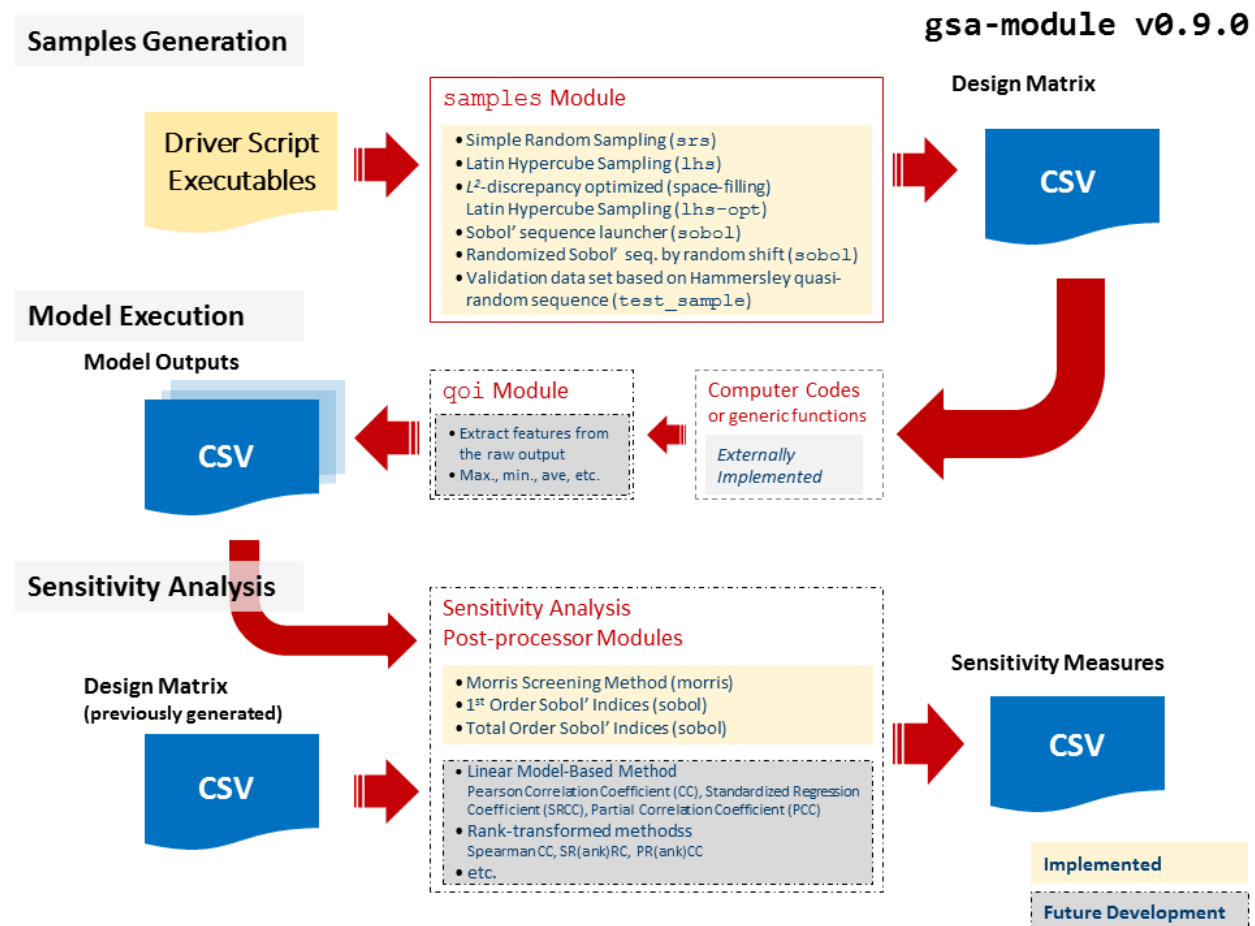 gsa-module v0.9.0
Samples Generation
Driver Script
Executables
samples Module
• Simple Random Sampling (srs)
• Latin Hypercube Sampling (lhs)
• L²-discrepancy optimized (space-filling)
Latin Hypercube Sampling (lhs-opt)
• Sobol’ sequence launcher (sobol)
• Randomized Sobol’ seq. by random shift (sobol)
• Validation data set based on Hammersley quasi-
random sequence (test_sample)
Design Matrix
CSV
Model Execution
Model Outputs
CSV
qoi Module
• Extract features from
the raw output
• Max., min., ave, etc.
Computer Codes
or generic functions
Externally
Implemented
Sensitivity Analysis
Design Matrix
(previously generated)
CSV
Sensitivity Analysis
Post-processor Modules
• Morris Screening Method (morris)
• 1st Order Sobol’ Indices (sobol)
• Total Order Sobol’ Indices (sobol)
• Linear Model-Based Method
Pearson Correlation Coefficient (CC), Standardized Regression
Coefficient (SRCC), Partial Correlation Coefficient (PCC)
• Rank-transformed methodss
Spearman CC, SR(ank)RC, PR(ank)CC
• etc.
Sensitivity Measures
CSV
Implemented
Future Development